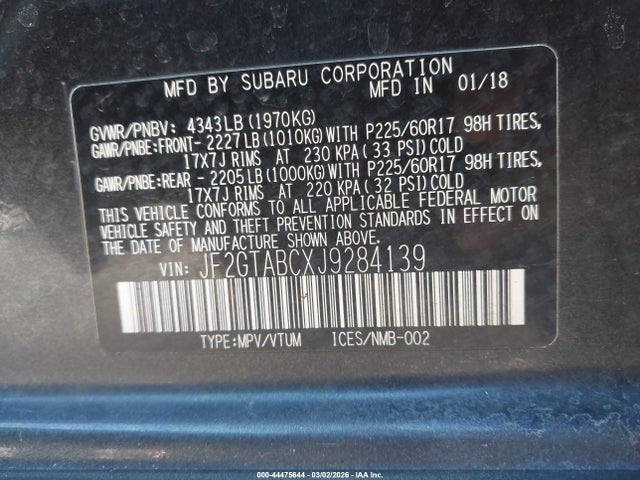 MFD BY SUBARU CORPORATION
MFD IN 01/18
GVWR/PNBV: 4343LB(1970KG)
GAWR/PNBE:FRONT- 2227LB(1010KG)WITH P225/60R17 98H TIRES,
17X7J RIMS AT 230 KPA(33 PSI)COLD
GAWR/PNBE:REAR - 2205LB(1000KG)WITH P225/60R17 98H TIRES,
17X7J RIMS AT 220 KPA(32 PSI)COLD
THIS VEHICLE CONFORMS TO ALL APPLICABLE FEDERAL MOTOR
VEHICLE SAFETY AND THEFT PREVENTION STANDARDS IN EFFECT ON
THE DATE OF MANUFACTURE SHOWN ABOVE.
VIN: JF2GTABCXJ9284139
TYPE:MPV/VTUM ICES/NMB-002
000-44475644 | 03/02/2026 | IAA Inc.